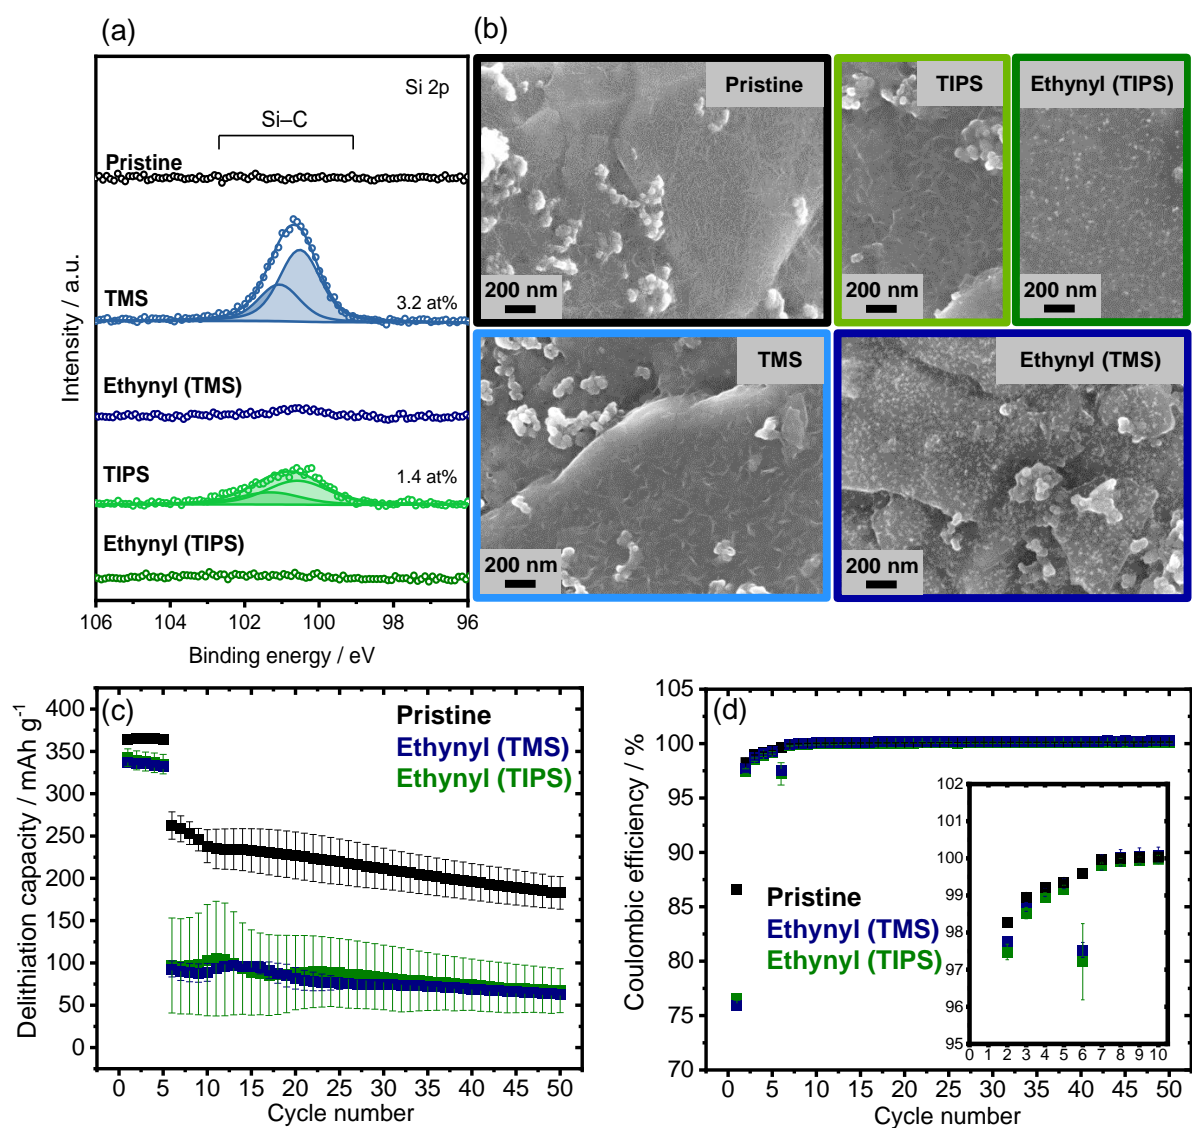 (a)
Si 2p
Si–C
Pristine
TMS
3.2 at%
Ethynyl (TMS)
TIPS
1.4 at%
Ethynyl (TIPS)
Intensity / a.u.
106 104 102 100 98 96
Binding energy / eV
(b)
Pristine
200 nm
TIPS
200 nm
Ethynyl (TIPS)
200 nm
TMS
200 nm
Ethynyl (TMS)
200 nm
(c)
Pristine
Ethynyl (TMS)
Ethynyl (TIPS)
400
350
300
250
200
150
100
50
0
Delithiation capacity / mAh g⁻¹
0 5 10 15 20 25 30 35 40 45 50
Cycle number
(d)
105
100
95
90
85
80
75
70
Coulombic efficiency / %
Pristine
Ethynyl (TMS)
Ethynyl (TIPS)
102
101
100
99
98
97
96
95
0 1 2 3 4 5 6 7 8 9 10
0 5 10 15 20 25 30 35 40 45 50
Cycle number